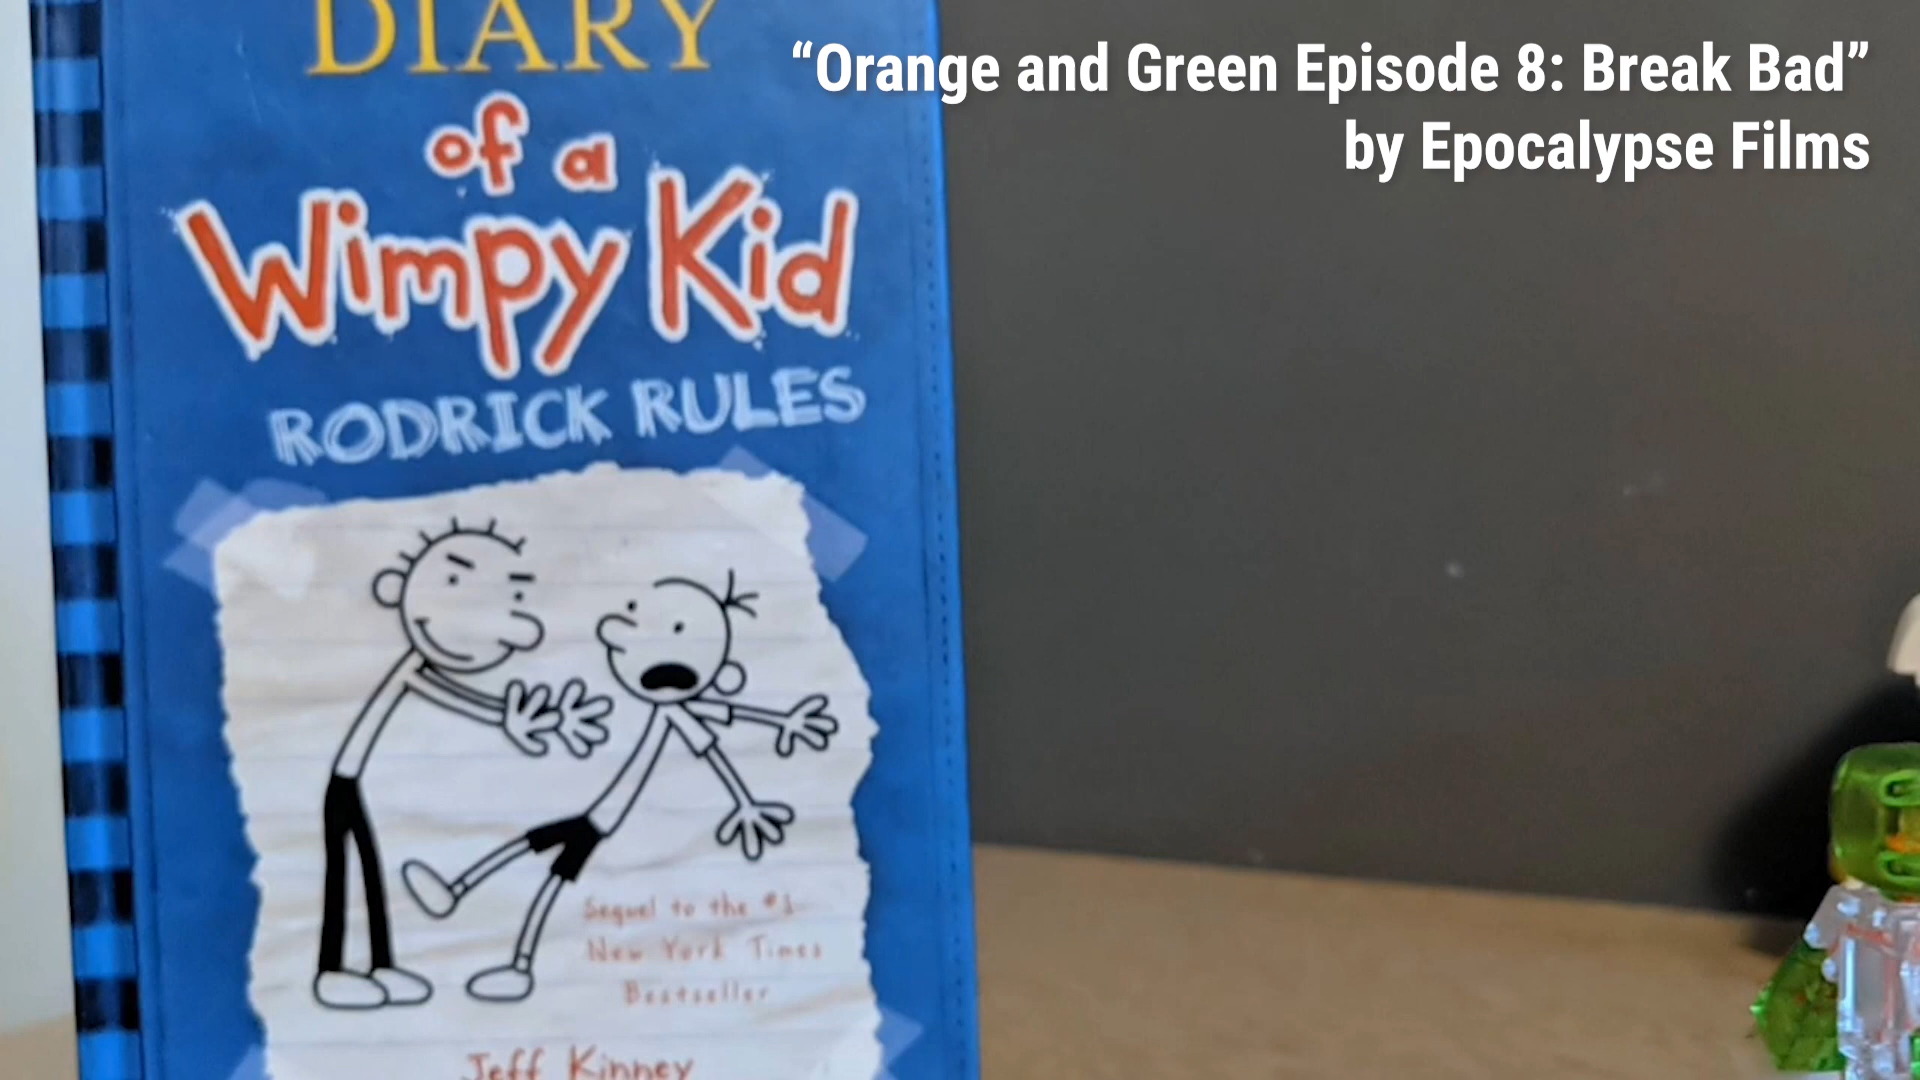 DIARY
of a
Wimpy Kid
RODRICK RULES
Sequel to the #1
New York Times
Bestseller
Jeff Kinney
“Orange and Green Episode 8: Break Bad”
by Epocalypse Films